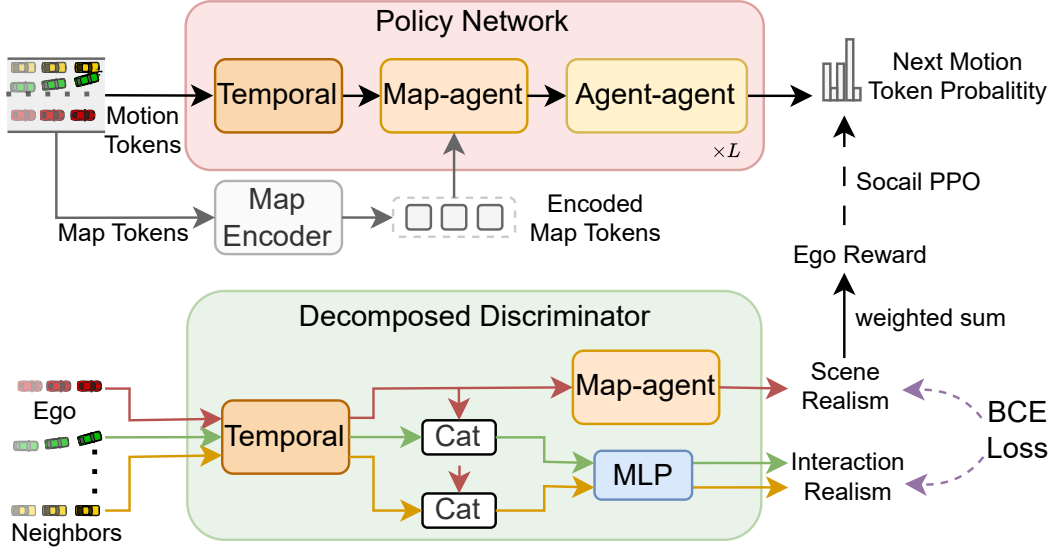 Policy Network
Temporal
Map-agent
Agent-agent
×L
Motion
Tokens
Next Motion
Token Probalitity
Map Tokens
Map
Encoder
Encoded
Map Tokens
Socail PPO
Ego Reward
weighted sum
Decomposed Discriminator
Ego
Neighbors
Temporal
Cat
Cat
Map-agent
MLP
Scene
Realism
Interaction
Realism
BCE
Loss